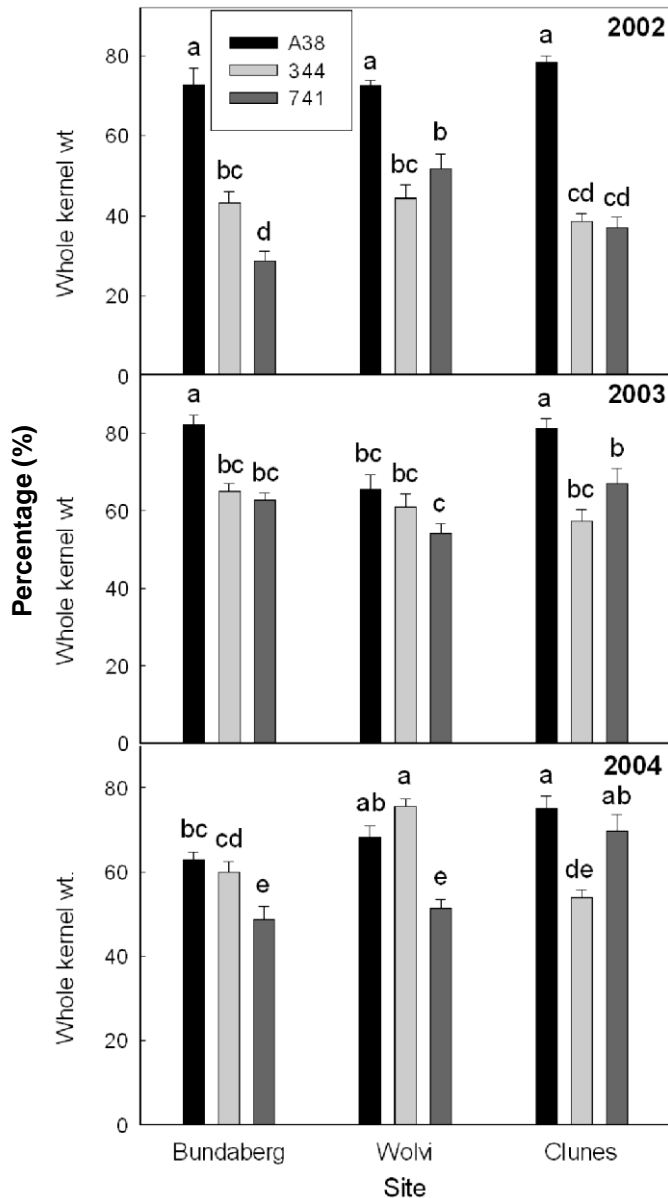 2002
A38
344
741
a a a
bc bc b cd cd
d
80
60
40
20
0
Whole kernel wt
2003
a bc bc bc bc c a bc b
80
60
40
20
0
Whole kernel wt
Percentage (%)
2004
bc cd e ab a e a de ab
80
60
40
20
0
Whole kernel wt.
Bundaberg Wolvi Clunes
Site